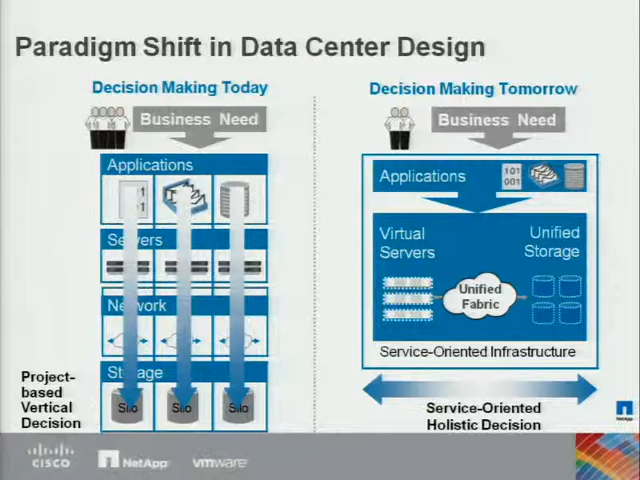 Paradigm Shift in Data Center Design
Decision Making Today
Business Need
Applications
Servers
Network
Storage
Silo
Silo
Silo
Project-
based
Vertical
Decision
Decision Making Tomorrow
Business Need
Applications
101
001
Virtual
Servers
Unified
Storage
Unified
Fabric
Service-Oriented Infrastructure
Service-Oriented
Holistic Decision
CISCO
NetApp
vmware